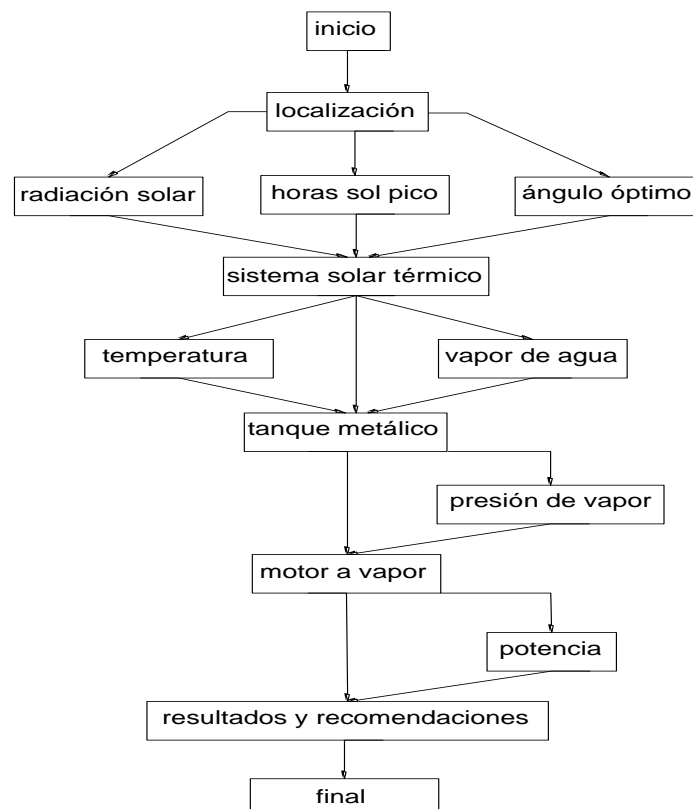 inicio
localización
radiación solar
horas sol pico
ángulo óptimo
sistema solar térmico
temperatura
vapor de agua
tanque metálico
presión de vapor
motor a vapor
potencia
resultados y recomendaciones
final